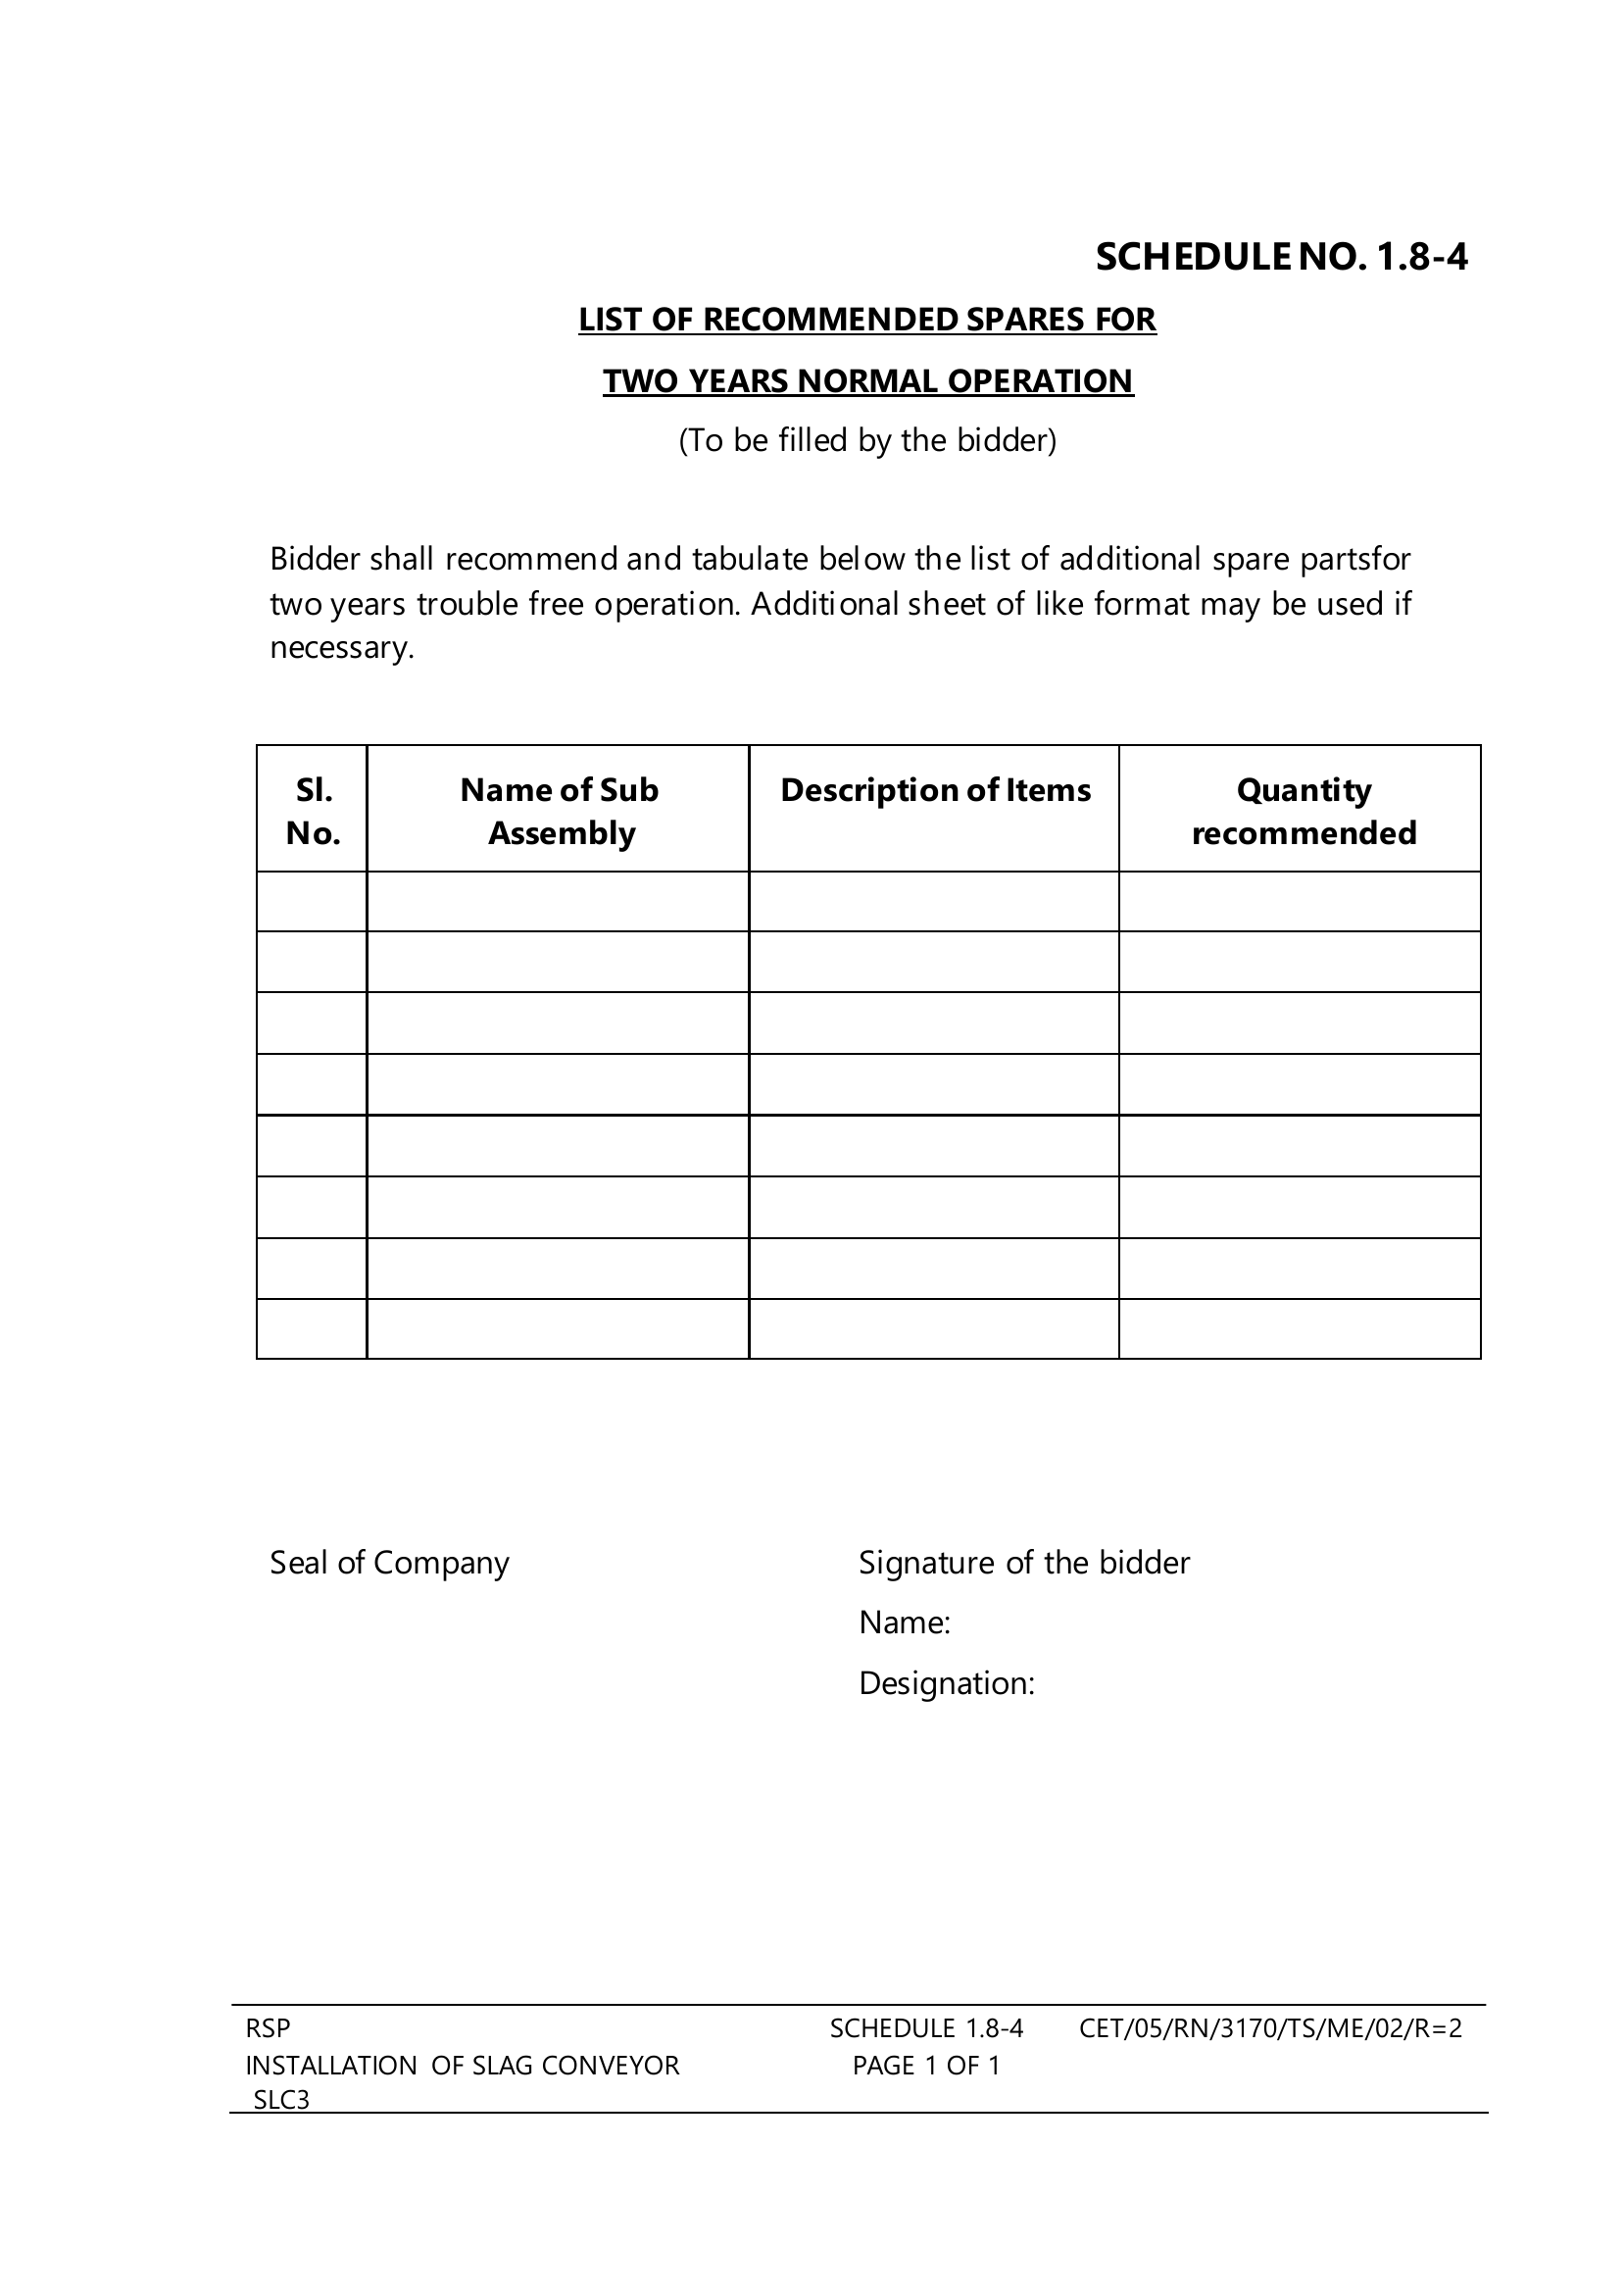 SCHEDULE NO. 1.8-4
LIST OF RECOMMENDED SPARES FOR
TWO YEARS NORMAL OPERATION
(To be filled by the bidder)
Bidder shall recommend and tabulate below the list of additional spare partsfor
two years trouble free operation. Additional sheet of like format may be used if
necessary.
Sl. No.
Name of Sub Assembly
Description of Items
Quantity recommended
Seal of Company
Signature of the bidder
Name:
Designation:
RSP SCHEDULE 1.8-4 CET/05/RN/3170/TS/ME/02/R=2
INSTALLATION OF SLAG CONVEYOR PAGE 1 OF 1
SLC3